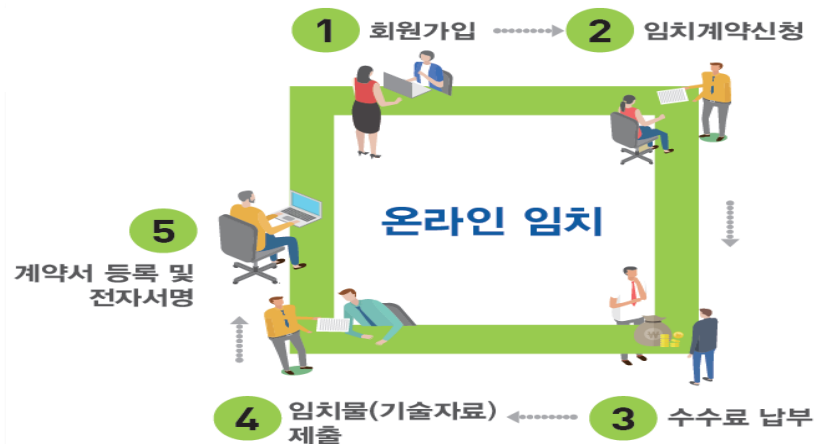 1 회원가입
2 임치계약신청
온라인 임치
5
계약서 등록 및
전자서명
4 임치물(기술자료)
제출
3 수수료 납부